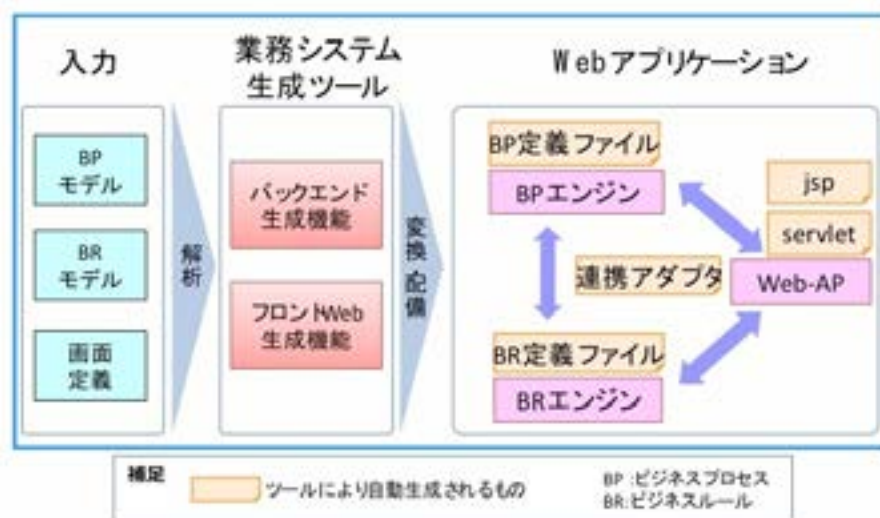 入力
業務システム
生成ツール
Webアプリケーション
BP
モデル
BR
モデル
画面
定義
解析
バックエンド
生成機能
フロントWeb
生成機能
変換・配備
BP定義ファイル
BPエンジン
jsp
servlet
連携アダプタ
Web-AP
BR定義ファイル
BRエンジン
補足
ツールにより自動生成されるもの
BP:ビジネスプロセス
BR:ビジネスルール